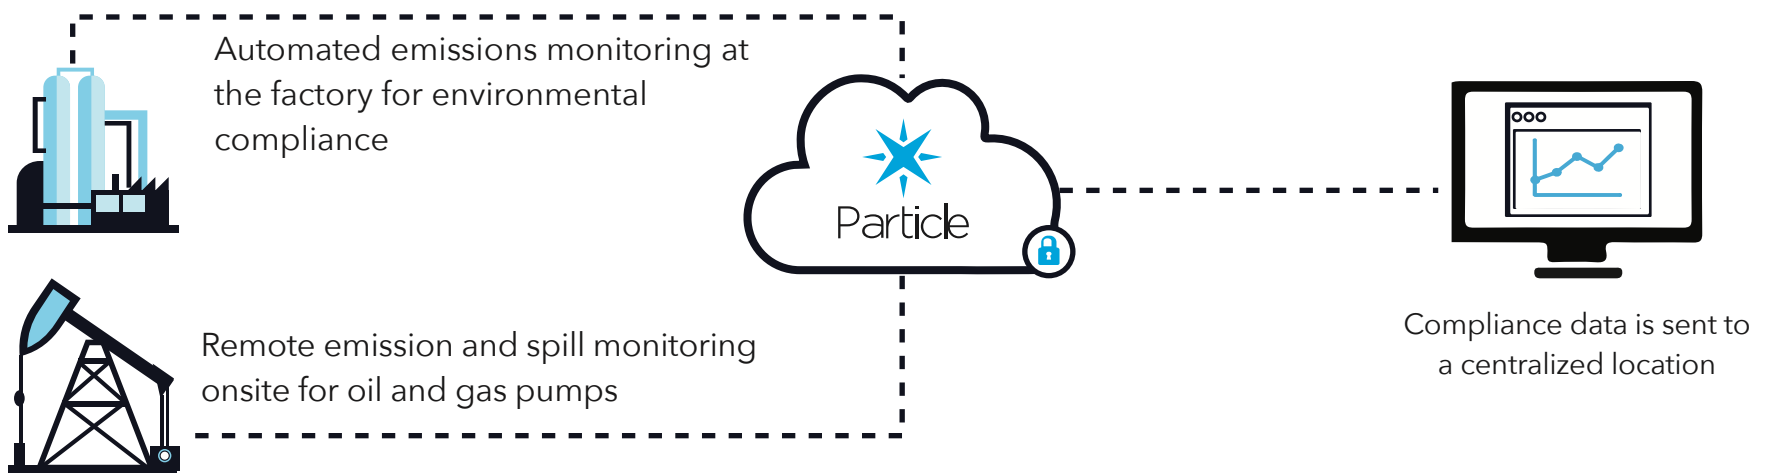 Automated emissions monitoring at
the factory for environmental
compliance
Particle
Remote emission and spill monitoring
onsite for oil and gas pumps
Compliance data is sent to
a centralized location